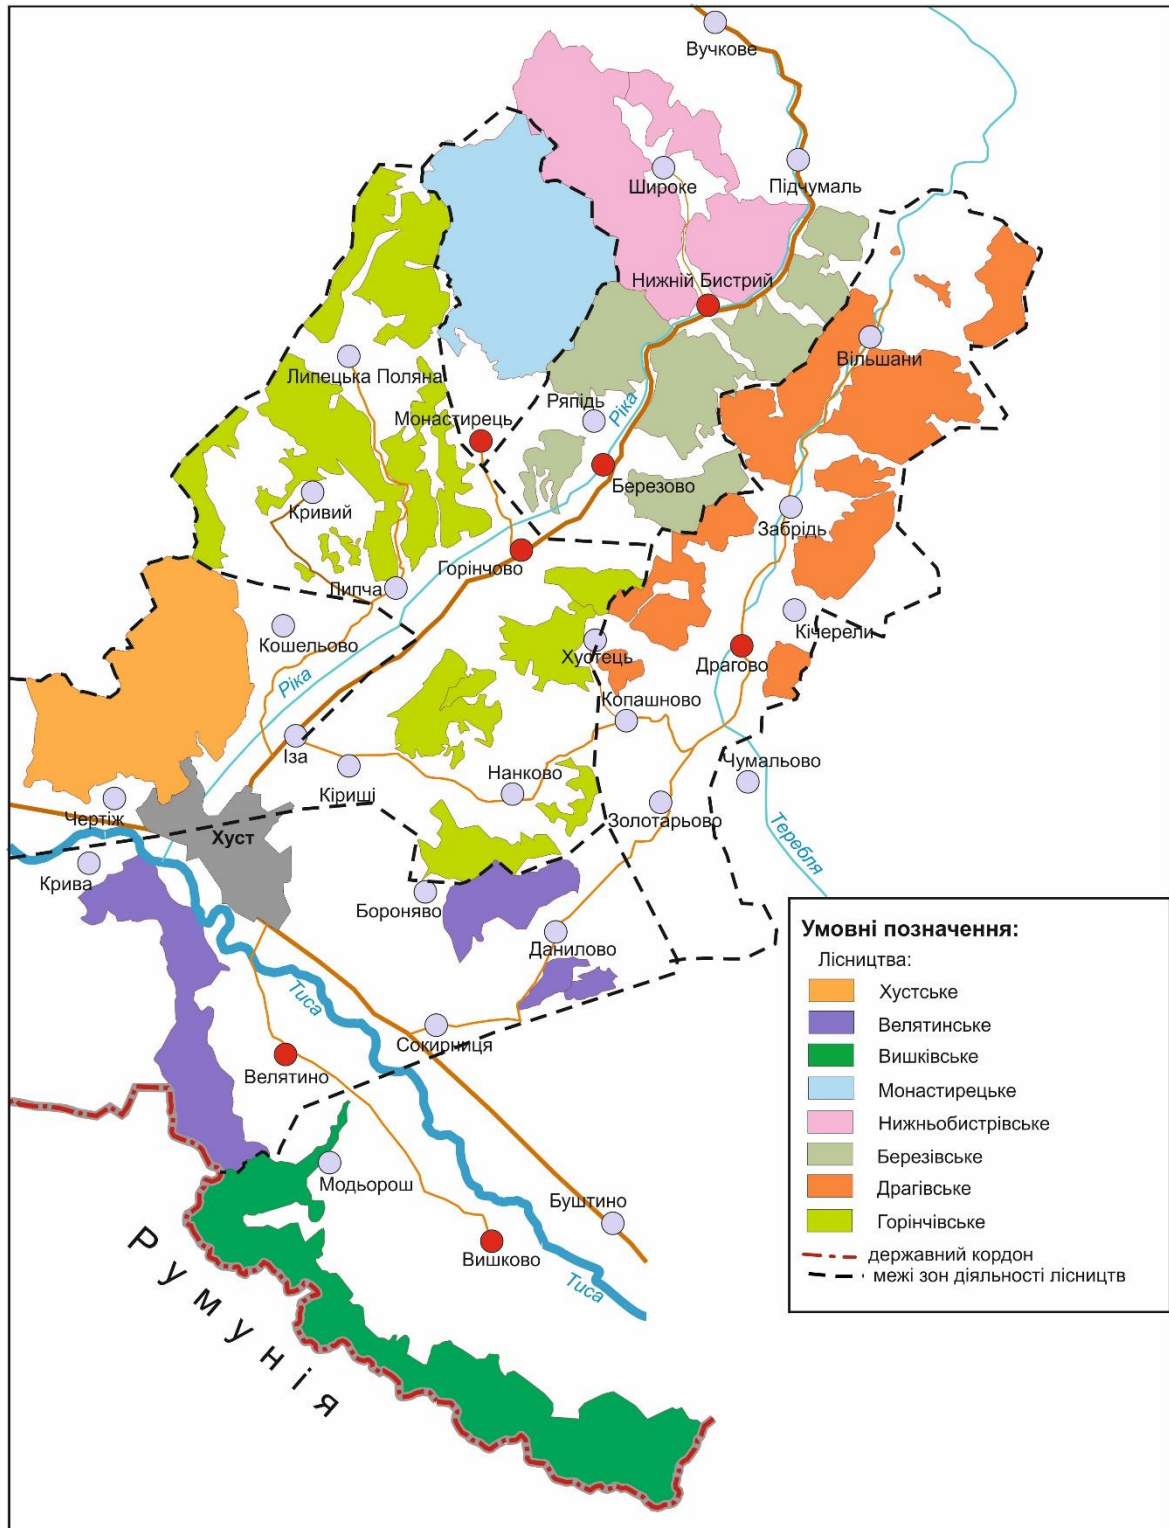 Вучкове
Широке
Підчумаль
Нижній Бистрий
Вільшани
Липецька Поляна
Ряпідь
Ріка
Монастирець
Березово
Кривий
Забрідь
Горінчово
Липча
Кошельово
Кічерели
Хустець
Драгово
Ріка
Копашново
Іза
Кіриші
Нанково
Чумальово
Чертіж
Золотарьово
Хуст
Теребля
Крива
Бороняво
Данилово
Тиса
Сокирниця
Велятино
Модьорош
Буштино
Вишково
Тиса
Румунія
Умовні позначення:
Лісництва:
Хустське
Велятинське
Вишківське
Монастирецьке
Нижньобистрівське
Березівське
Драгівське
Горінчівське
державний кордон
межі зон діяльності лісництв